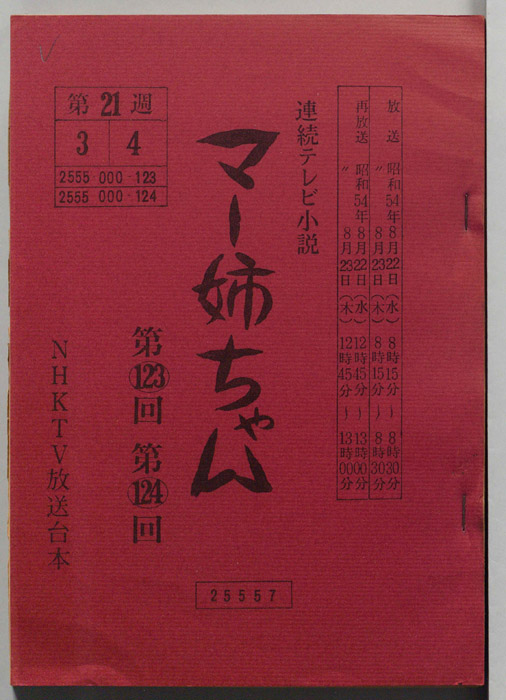 放送 昭和54年8月22日(水) 8時15分〜8時30分
〃 8月23日(木) 8時15分〜8時30分
再放送 昭和54年8月22日(水) 12時45分〜13時00分
〃 8月23日(木) 12時45分〜13時00分
連続テレビ小説
マー姉ちゃん
第123回 第124回
第21週
3 4
2555 000-123
2555 000-124
NHKTV放送台本
25557